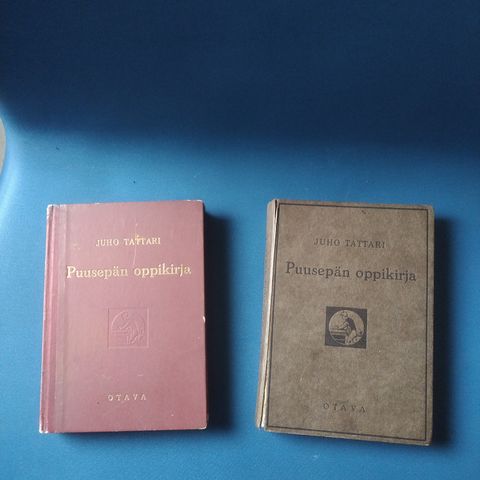 JUHO TATTARI
Puusepän oppikirja
OTAVA
JUHO TATTARI
Puusepän oppikirja
OTAVA